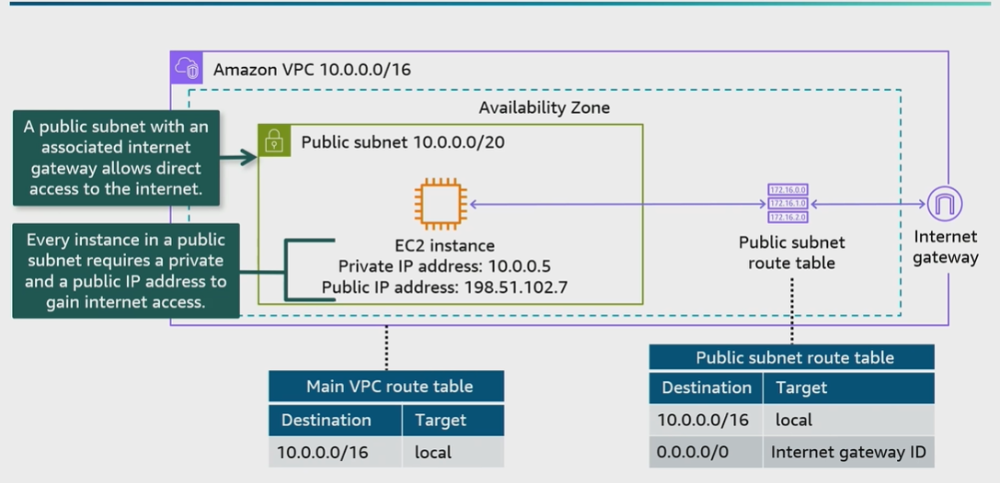 Amazon VPC 10.0.0.0/16
Availability Zone
A public subnet with an
associated internet
gateway allows direct
access to the internet.
Public subnet 10.0.0.0/20
Every instance in a public
subnet requires a private
and a public IP address to
gain internet access.
EC2 instance
Private IP address: 10.0.0.5
Public IP address: 198.51.102.7
172.16.0.0
172.16.1.0
172.16.2.0
Public subnet
route table
Internet
gateway
Main VPC route table
Destination Target
10.0.0.0/16 local
Public subnet route table
Destination Target
10.0.0.0/16 local
0.0.0.0/0 Internet gateway ID